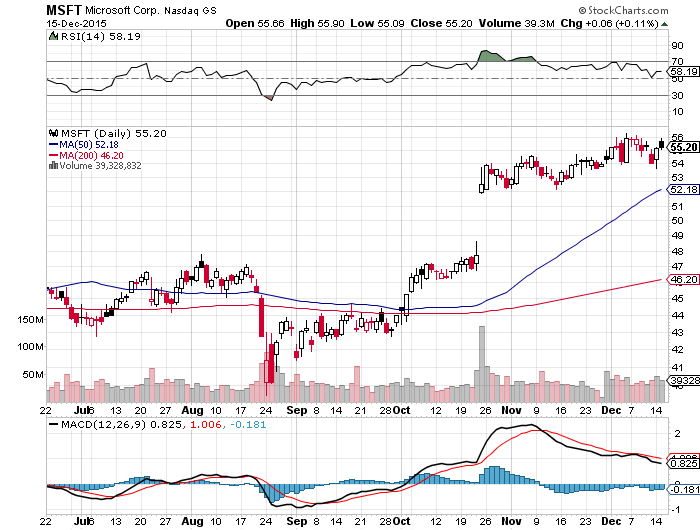 MSFT Microsoft Corp. Nasdaq GS © StockCharts.com
15-Dec-2015 Open 55.66 High 55.90 Low 55.09 Close 55.20 Volume 39.3M Chg +0.06 (+0.11%)
RSI(14) 58.19
90
70
58.19
50
30
10
MSFT (Daily) 55.20
MA(50) 52.18
MA(200) 46.20
Volume 39,328,832
56
55.20
54
53
52.18
51
50
49
48
47
46.20
45
44
43
42
41
40
39328
150M
100M
50M
22 Jul6 13 20 27 Aug 10 17 24 Sep 8 14 21 28 Oct 12 19 26 Nov 9 16 23 Dec 7 14
MACD(12,26,9) 0.825, 1.006, -0.181
2
1.006
0.825
-0.181
-1
22 Jul6 13 20 27 Aug 10 17 24 Sep 8 14 21 28 Oct 12 19 26 Nov 9 16 23 Dec 7 14